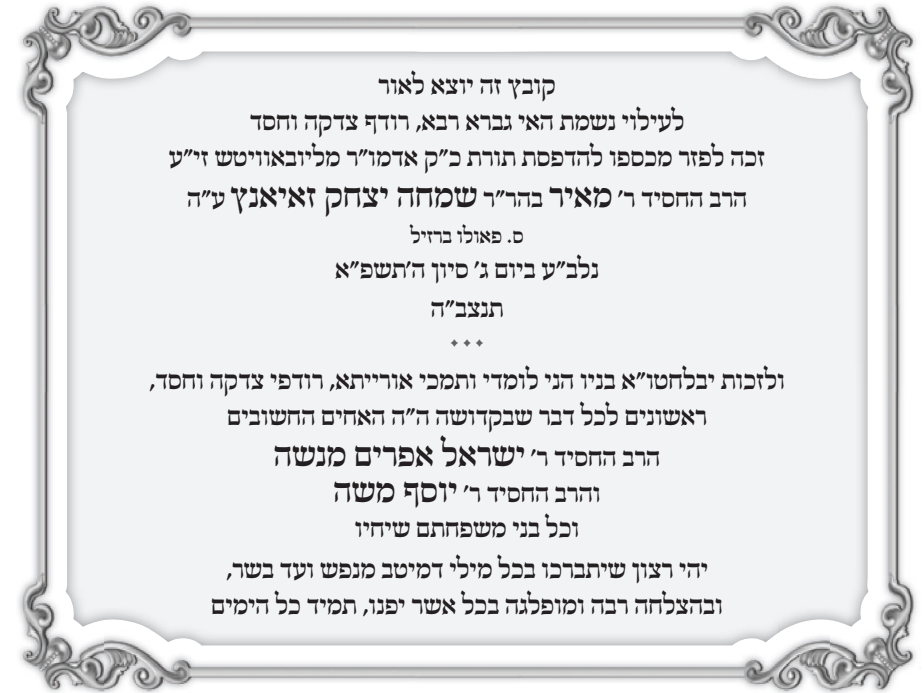 קובץ זה יוצא לאור
לעילוי נשמת האי גברא רבא, רודף צדקה וחסד
זכה לפזר מכספו להדפסת תורת כ"ק אדמו"ר מליובאוויטש זי"ע
הרב החסיד ר' מאיר בהר"ר שמחה יצחק זאיאנץ ע"ה
ס. פאולו ברזיל
נלב"ע ביום ג' סיון ה'תשפ"א
תנצב"ה
ולזכות יבלחטו"א בניו הני לומדי ותמכי אורייתא, רודפי צדקה וחסד,
ראשונים לכל דבר שבקדושה ה"ה האחים החשובים
הרב החסיד ר' ישראל אפרים מנשה
והרב החסיד ר' יוסף משה
וכל בני משפחתם שיחיו
יהי רצון שיתברכו בכל מילי דמיטב מנפש ועד בשר,
ובהצלחה רבה ומופלגה בכל אשר יפנו, תמיד כל הימים